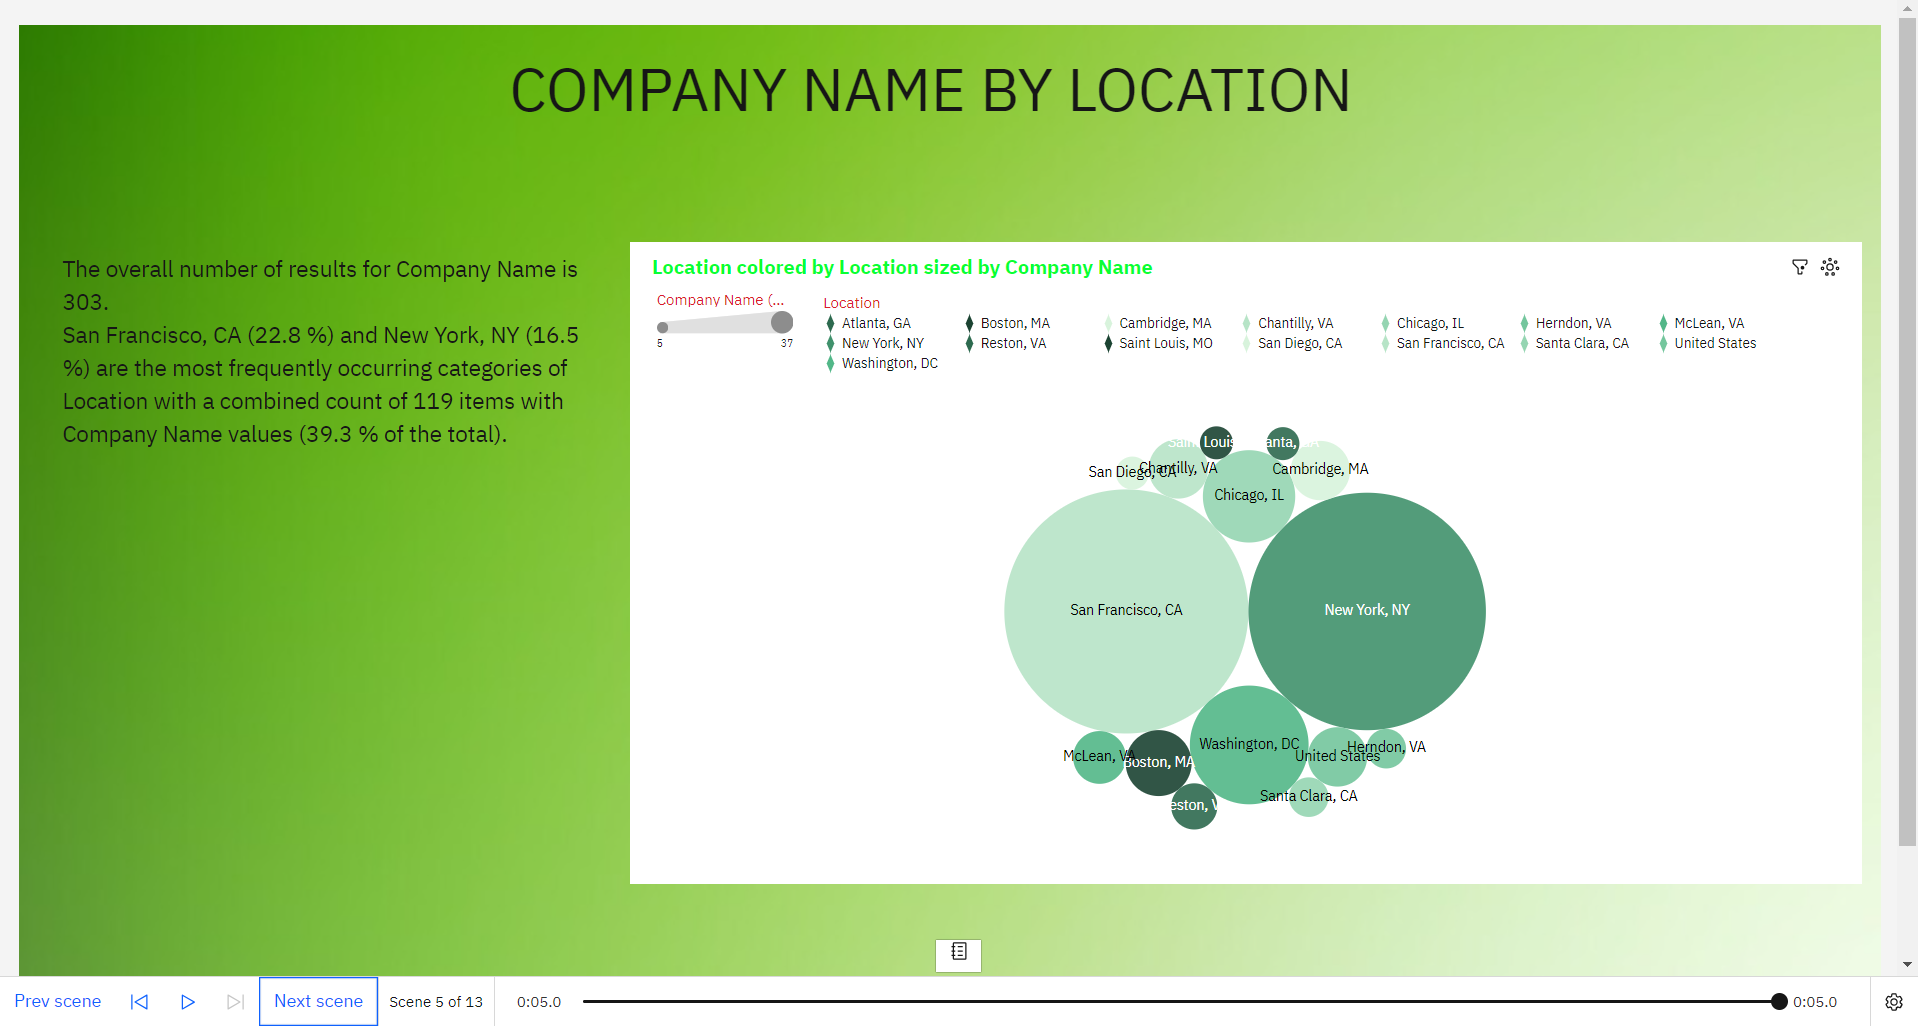 COMPANY NAME BY LOCATION
The overall number of results for Company Name is
303.
San Francisco, CA (22.8 %) and New York, NY (16.5
%) are the most frequently occurring categories of
Location with a combined count of 119 items with
Company Name values (39.3 % of the total).
Location colored by Location sized by Company Name
Company Name (...
5 37
Location
Atlanta, GA Boston, MA Cambridge, MA Chantilly, VA Chicago, IL Herndon, VA McLean, VA
New York, NY Reston, VA Saint Louis, MO San Diego, CA San Francisco, CA Santa Clara, CA United States
Washington, DC
Saint Louis
anta,
San Diego, CA
Chantilly, VA
Cambridge, MA
Chicago, IL
San Francisco, CA
New York, NY
Washington, DC
Herndon, VA
McLean, VA
United States
Boston, MA
Santa Clara, CA
eston, V
Prev scene Next scene Scene 5 of 13 0:05.0 0:05.0